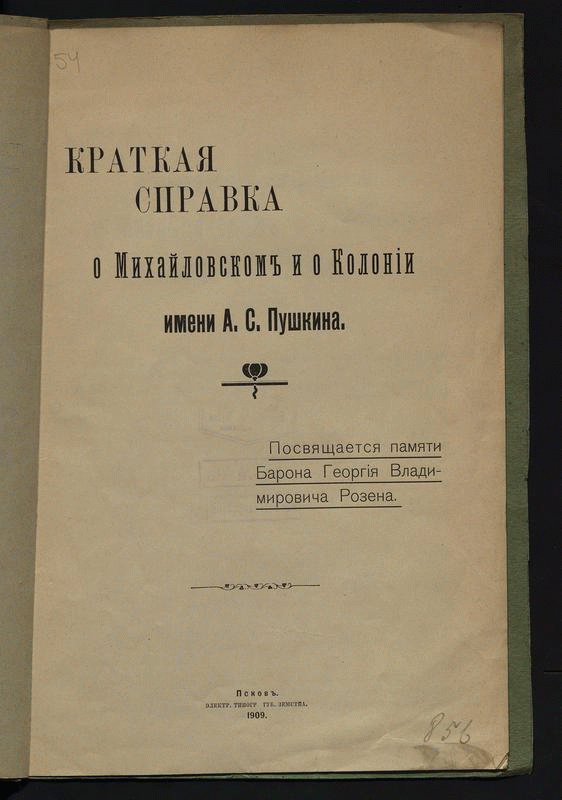 54
КРАТКАЯ
СПРАВКА
о Михайловскомъ и о Колоніи
имени А. С. Пушкина.
Посвящается памяти
Барона Георгія Влади-
мировича Розена.
Псковъ.
ЭЛЕКТР. ТИПОГР. ГУБ. ЗЕМСТВА.
1909.
856